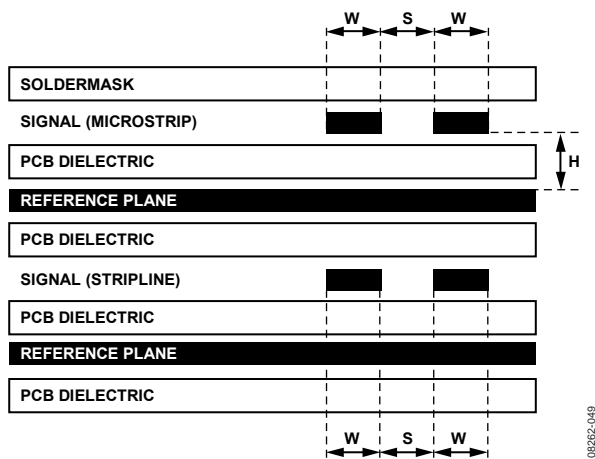 W S W
SOLDERMASK
SIGNAL (MICROSTRIP)
H
PCB DIELECTRIC
REFERENCE PLANE
PCB DIELECTRIC
SIGNAL (STRIPLINE)
PCB DIELECTRIC
REFERENCE PLANE
PCB DIELECTRIC
W S W
08262-049